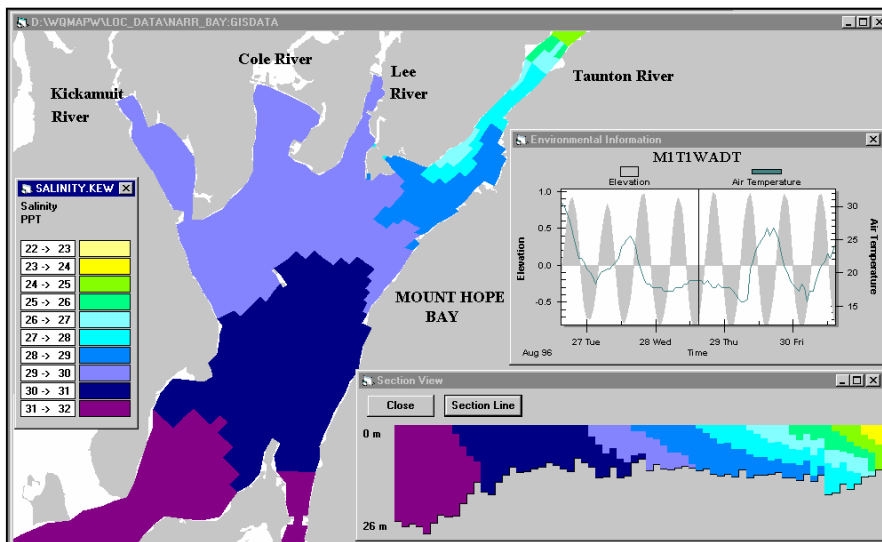 D:\WQMAPW\LOC_DATA\NARR_BAY:GISDATA
Cole River
Lee
River
Taunton River
Kickamuit
River
Environmental Information
M1T1WADT
Elevation
Air Temperature
1.0
0.5
0.0
-0.5
Elevation
30
25
20
15
Air Temperature
27 Tue
28 Wed
29 Thu
30 Fri
Aug 96
Time
SALINITY.KEW
Salinity
PPT
22 -> 23
23 -> 24
24 -> 25
25 -> 26
26 -> 27
27 -> 28
28 -> 29
29 -> 30
30 -> 31
31 -> 32
MOUNT HOPE
BAY
Section View
Close
Section Line
0 m
26 m